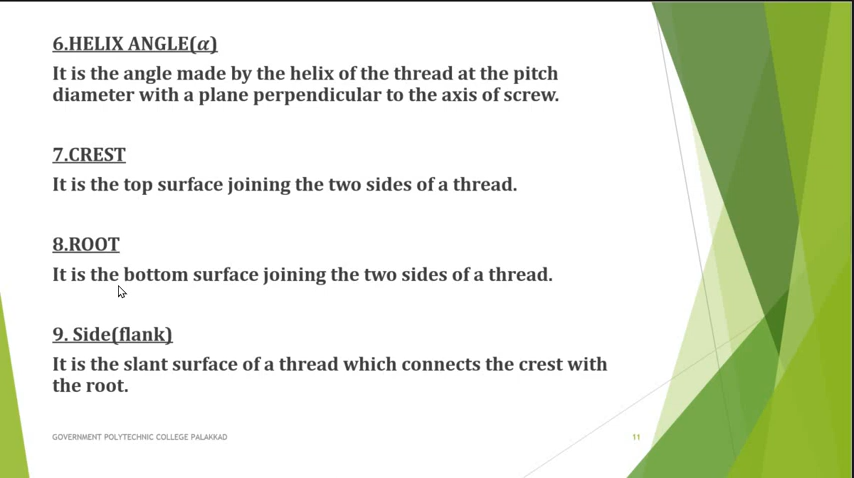 6.HELIX ANGLE(α)
It is the angle made by the helix of the thread at the pitch
diameter with a plane perpendicular to the axis of screw.
7.CREST
It is the top surface joining the two sides of a thread.
8.ROOT
It is the bottom surface joining the two sides of a thread.
9. Side(flank)
It is the slant surface of a thread which connects the crest with
the root.
GOVERNMENT POLYTECHNIC COLLEGE PALAKKAD
11